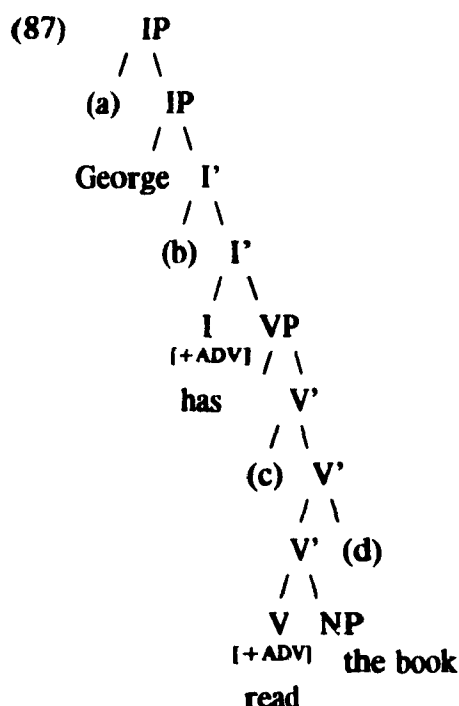 (87) IP
(a) IP
George I'
(b) I'
I VP
[+ADV]
has V'
(c) V'
V' (d)
V NP
[+ADV] the book
read